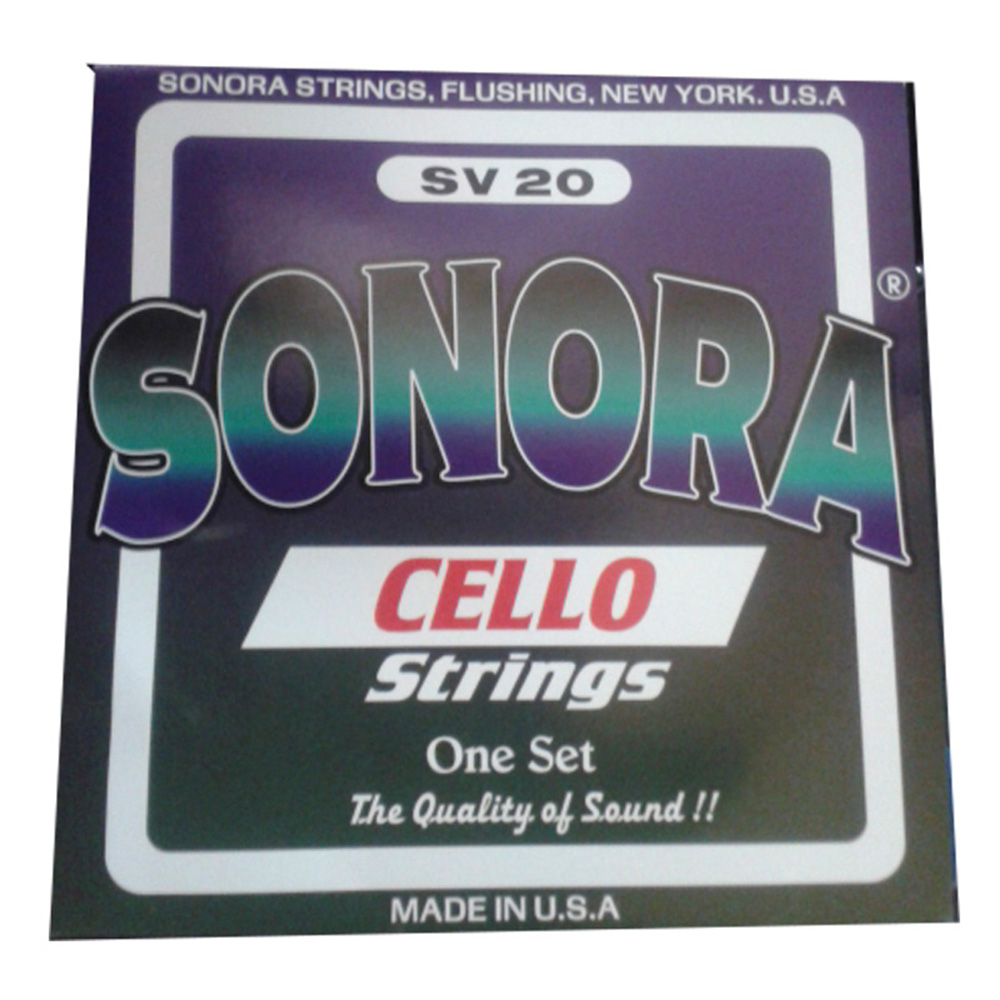 SONORA STRINGS, FLUSHING, NEW YORK. U.S.A
SV 20
SONORA ®
CELLO
Strings
One Set
The Quality of Sound !!
MADE IN U.S.A